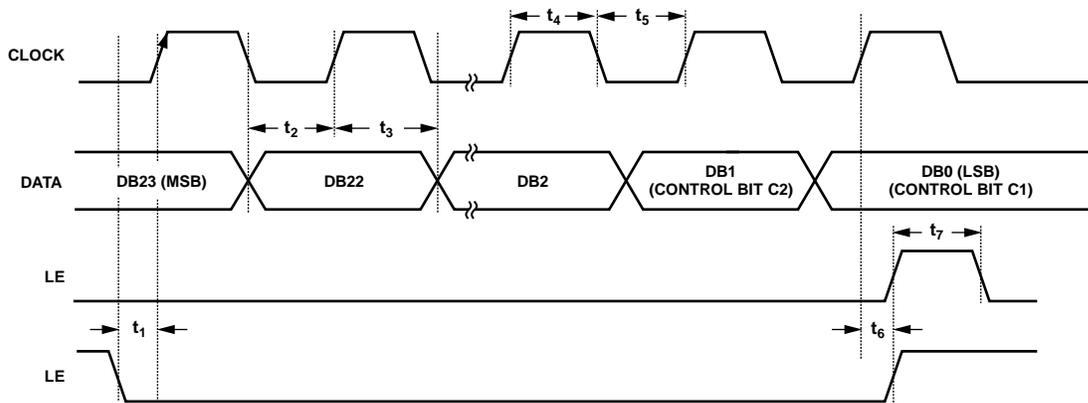 t4 t5
CLOCK
t2 t3
DATA DB23 (MSB) DB22 DB2 DB1
(CONTROL BIT C2) DB0 (LSB)
(CONTROL BIT C1)
t7
LE
t1 t6
LE